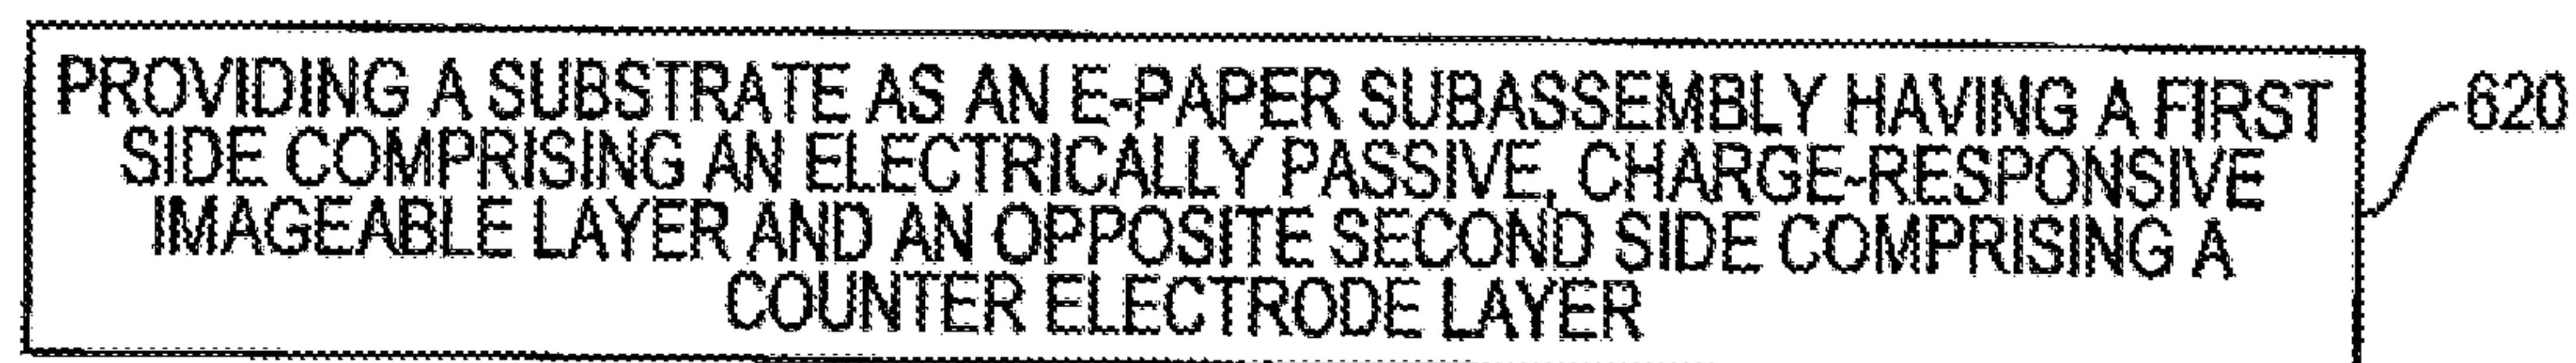 PROVIDING A SUBSTRATE AS AN E-PAPER SUBASSEMBLY HAVING A FIRST
SIDE COMPRISING AN ELECTRICALLY PASSIVE, CHARGE-RESPONSIVE
IMAGEABLE LAYER AND AN OPPOSITE SECOND SIDE COMPRISING A
COUNTER ELECTRODE LAYER
620